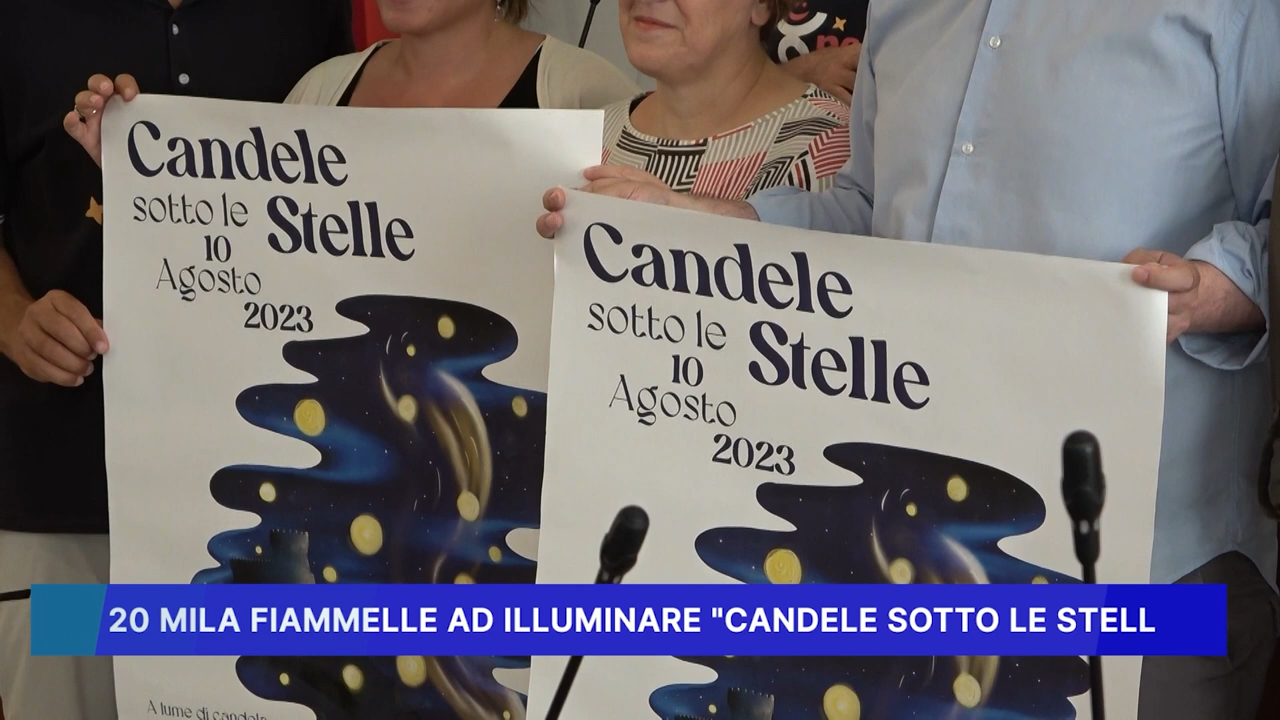 Candele
sotto le Stelle
10
Agosto
2023
A lume di candela
Candele
sotto le Stelle
10
Agosto
2023
20 MILA FIAMMELLE AD ILLUMINARE "CANDELE SOTTO LE STELL